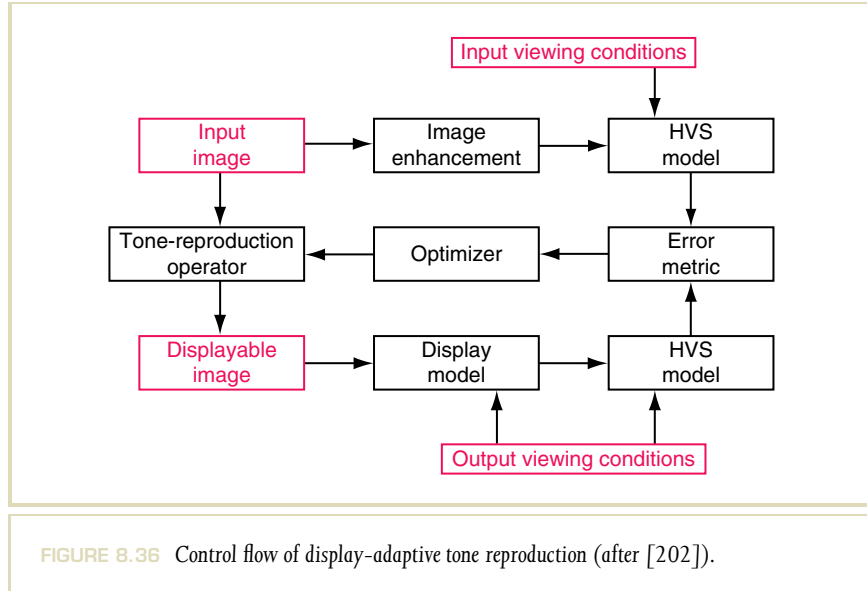 Input viewing conditions
Input
image
Image
enhancement
HVS
model
Tone-reproduction
operator
Optimizer
Error
metric
Displayable
image
Display
model
HVS
model
Output viewing conditions
FIGURE 8.36 Control flow of display-adaptive tone reproduction (after [202]).